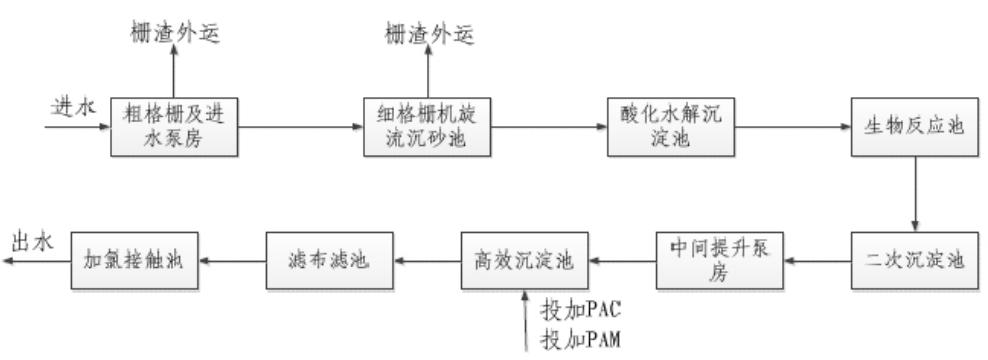 栅渣外运
栅渣外运
进水
粗格栅及进
水泵房
细格栅机旋
流沉砂池
酸化水解沉
淀池
生物反应池
出水
加氯接触池
滤布滤池
高效沉淀池
中间提升泵
房
二次沉淀池
投加PAC
投加PAM